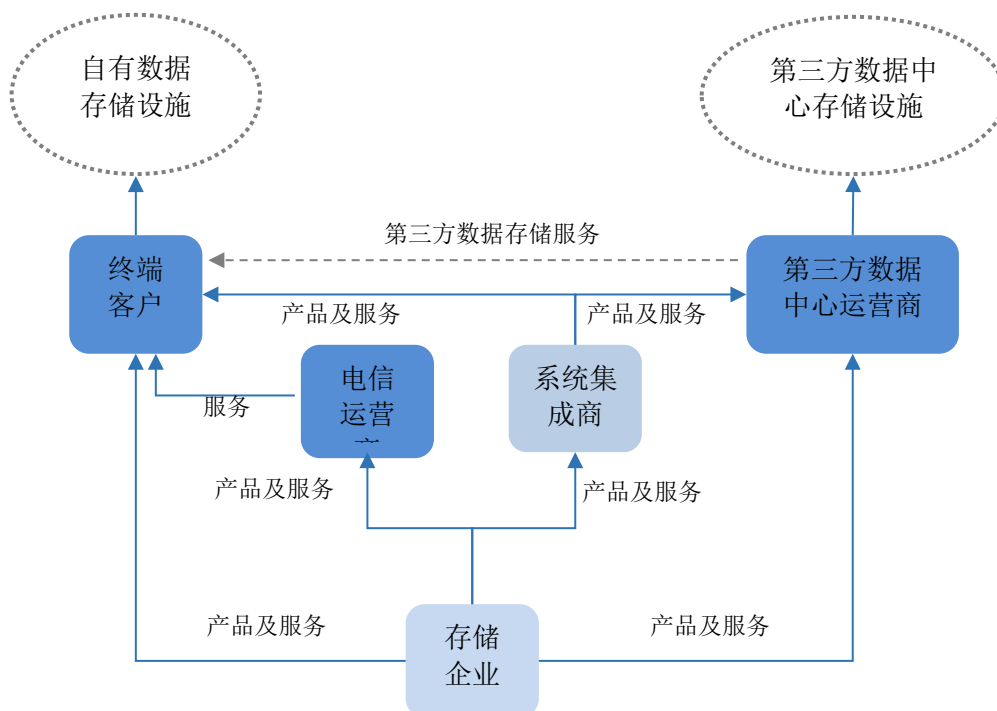 自有数据
存储设施
第三方数据中
心存储设施
第三方数据存储服务
终端
客户
第三方数据
中心运营商
产品及服务
产品及服务
电信
运营
系统集
成商
服务
产品及服务
产品及服务
产品及服务
产品及服务
存储
企业